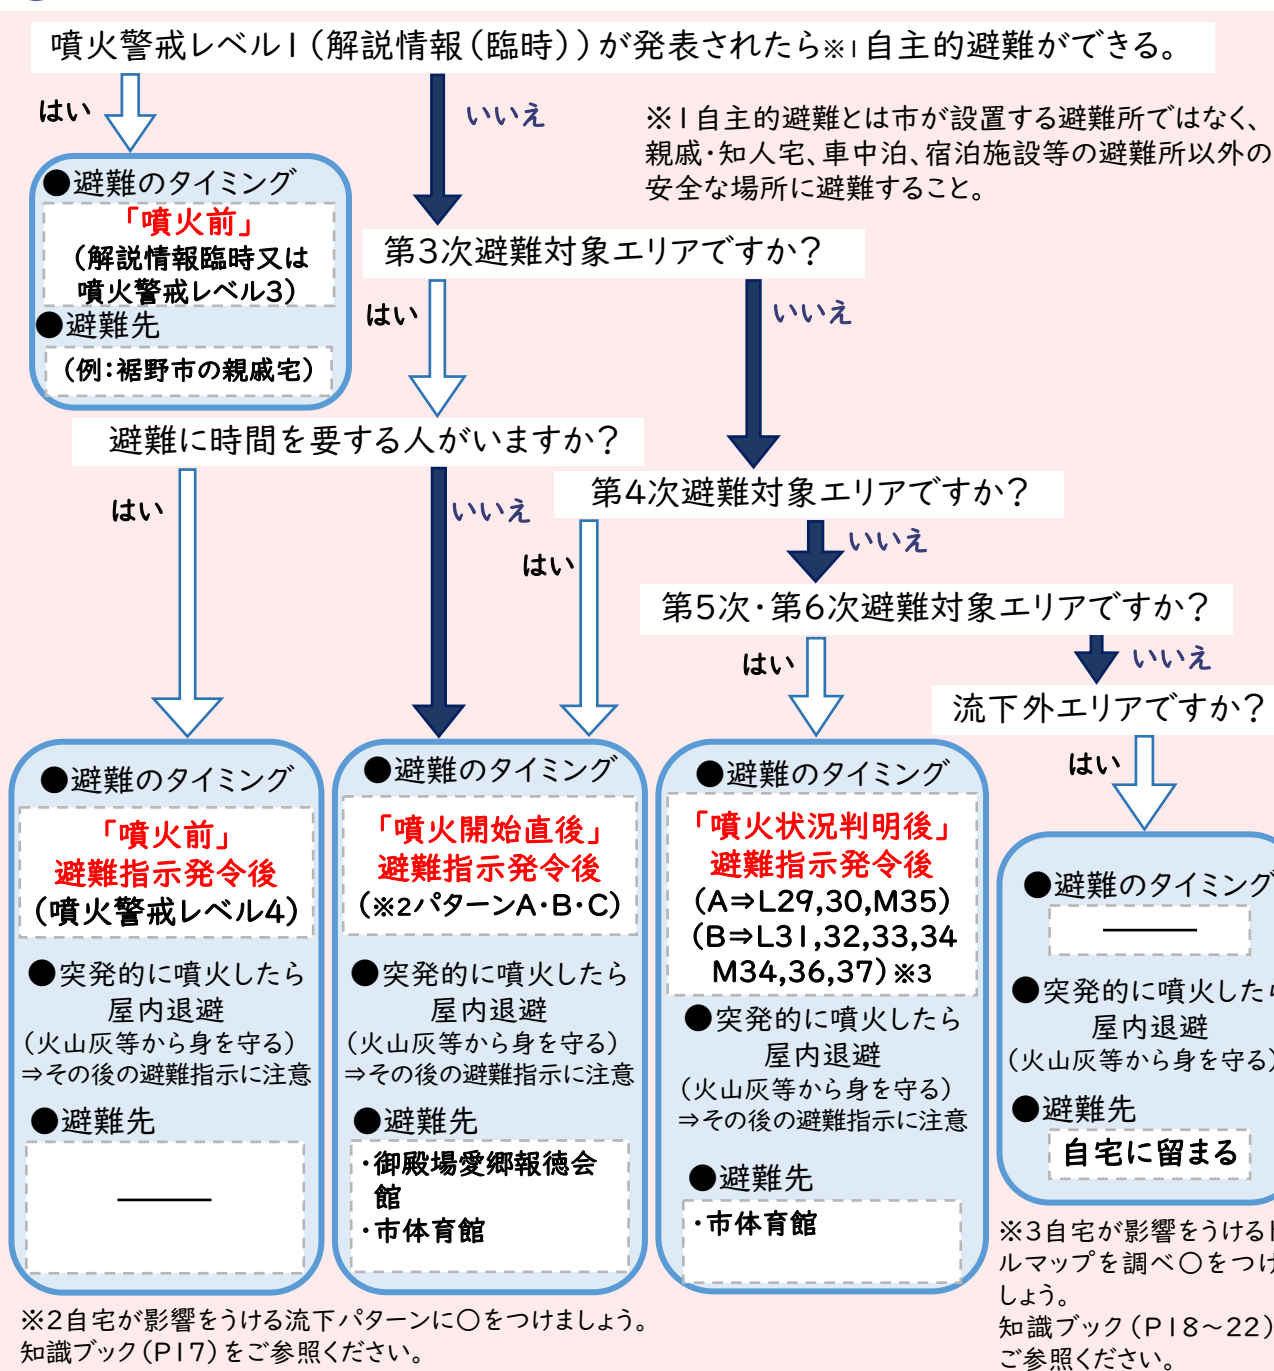 噴火警戒レベル1(解説情報(臨時))が発表されたら※1自主的避難ができる。
はい
いいえ
※1自主的避難とは市が設置する避難所ではなく、
親戚・知人宅、車中泊、宿泊施設等の避難所以外の
安全な場所に避難すること。
●避難のタイミング
「噴火前」
(解説情報臨時又は
噴火警戒レベル3)
●避難先
(例:裾野市の親戚宅)
第3次避難対象エリアですか?
はい
いいえ
避難に時間を要する人がいますか?
はい
いいえ
第4次避難対象エリアですか?
はい
いいえ
第5次・第6次避難対象エリアですか?
はい
いいえ
流下外エリアですか?
はい
●避難のタイミング
「噴火前」
避難指示発令後
(噴火警戒レベル4)
●突発的に噴火したら
屋内退避
(火山灰等から身を守る)
⇒その後の避難指示に注意
●避難先
●避難のタイミング
「噴火開始直後」
避難指示発令後
(※2パターンA・B・C)
●突発的に噴火したら
屋内退避
(火山灰等から身を守る)
⇒その後の避難指示に注意
●避難先
・御殿場愛郷報徳会
館
・市体育館
●避難のタイミング
「噴火状況判明後」
避難指示発令後
(A⇒L29,30,M35)
(B⇒L31,32,33,34
M34,36,37)※3
●突発的に噴火したら
屋内退避
(火山灰等から身を守る)
⇒その後の避難指示に注意
●避難先
・市体育館
●避難のタイミング
●突発的に噴火したら
屋内退避
(火山灰等から身を守る)
●避難先
自宅に留まる
※2自宅が影響をうける流下パターンに〇をつけましょう。
知識ブック(P17)をご参照ください。
※3自宅が影響をうける
ルマップを調べ〇をつけ
しょう。
知識ブック(P18～22)
ご参照ください。